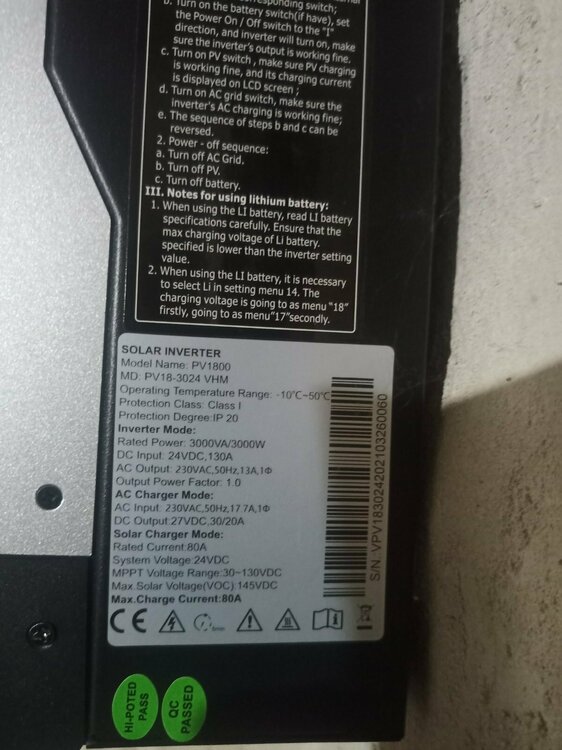 corresponding switch;
b. Turn on the battery switch(if have), set
the Power On / Off switch to the "I"
direction, and inverter will turn on, make
sure the inverter's output is working fine.
c. Turn on PV switch , make sure PV charging
is working fine, and its charging current
is displayed on LCD screen ;
d. Turn on AC grid switch, make sure the
inverter's AC charging is working fine;
e. The sequence of steps b and c can be
reversed.
2. Power - off sequence:
a. Turn off AC Grid.
b. Turn off PV.
c. Turn off battery.
III. Notes for using lithium battery:
1. When using the LI battery, read LI battery
specifications carefully. Ensure that the
max charging voltage of Li battery.
specified is lower than the inverter setting
value.
2. When using the LI battery, it is necessary
to select Li in setting menu 14. The
charging voltage is going to as menu "18"
firstly, going to as menu"17"secondly.
SOLAR INVERTER
Model Name: PV1800
MD: PV18-3024 VHM
Operating Temperature Range: -10℃~50℃
Protection Class: Class I
Protection Degree:IP 20
Inverter Mode:
Rated Power: 3000VA/3000W
DC Input: 24VDC,130A
AC Output: 230VAC,50Hz,13A,1Φ
Output Power Factor: 1.0
AC Charger Mode:
AC Input: 230VAC,50Hz,17.7A,1Φ
DC Output:27VDC,30/20A
Solar Charger Mode:
Rated Current:80A
System Voltage:24VDC
MPPT Voltage Range:30~130VDC
Max.Solar Voltage(VOC):145VDC
Max.Charge Current:80A
S/N: VPV183024202103260060
CE
HI-POTED
PASS
QC
PASSED